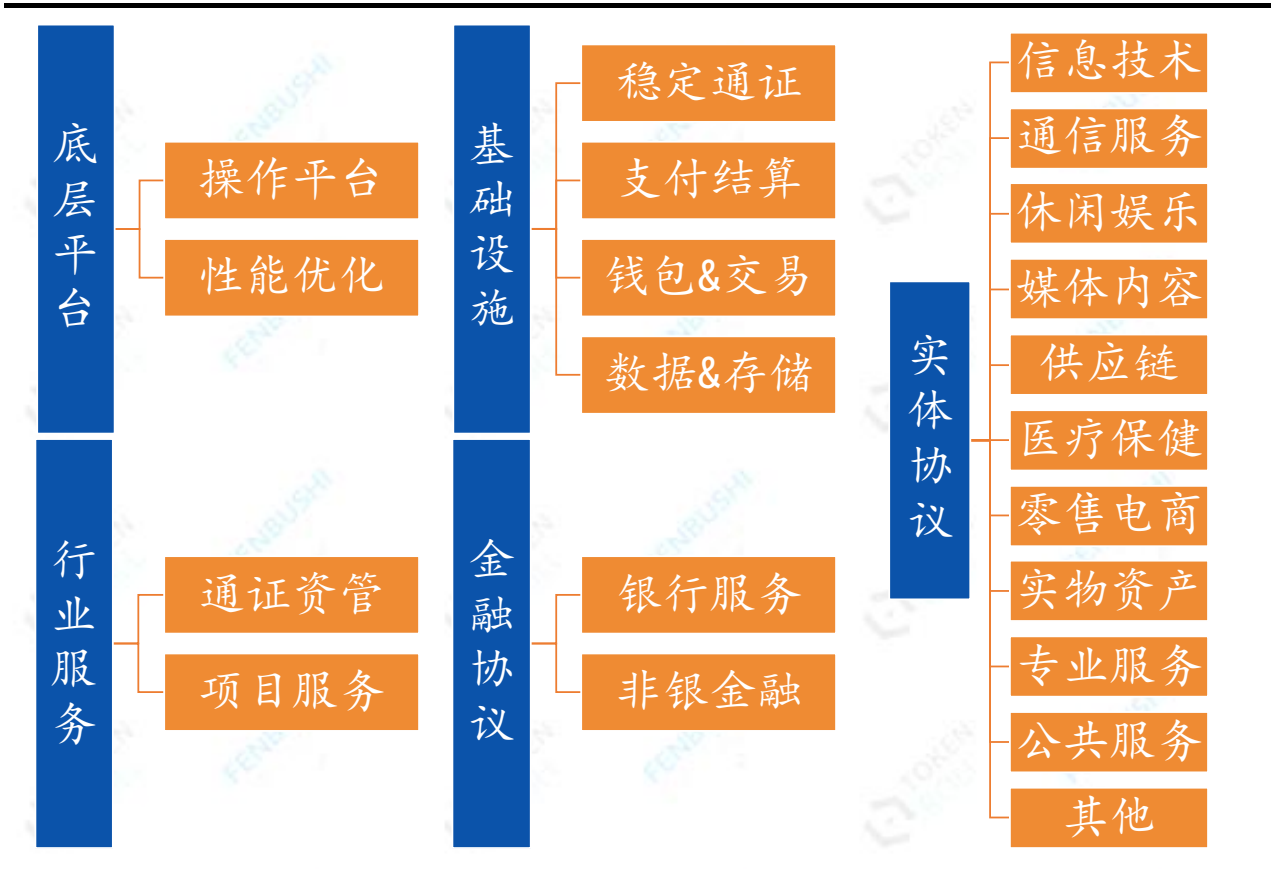 底层平台
操作平台
性能优化
基础设施
稳定通证
支付结算
钱包&交易
数据&存储
行业服务
通证资管
项目服务
金融协议
银行服务
非银金融
实体协议
信息技术
通信服务
休闲娱乐
媒体内容
供应链
医疗保健
零售电商
实物资产
专业服务
公共服务
其他